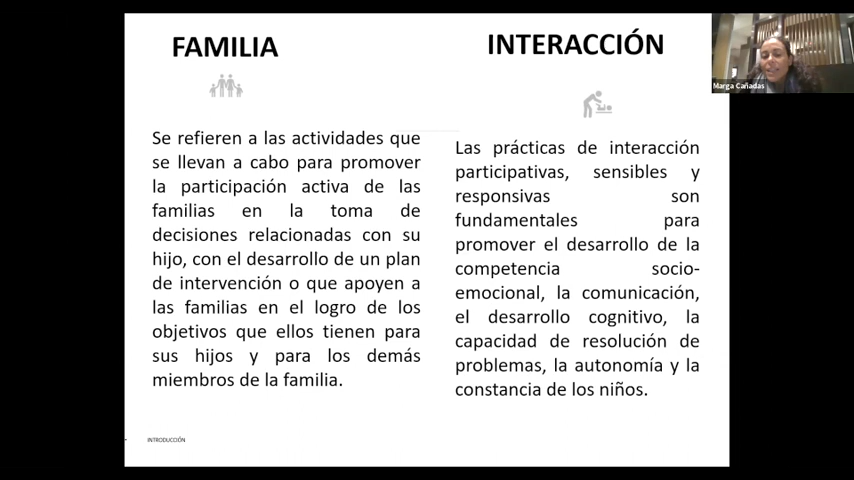 FAMILIA
Se refieren a las actividades que
se llevan a cabo para promover
la participación activa de las
familias en la toma de
decisiones relacionadas con su
hijo, con el desarrollo de un plan
de intervención o que apoyen a
las familias en el logro de los
objetivos que ellos tienen para
sus hijos y para los demás
miembros de la familia.
INTERACCIÓN
Las prácticas de interacción
participativas, sensibles y
responsivas son
fundamentales para
promover el desarrollo de la
competencia socio-
emocional, la comunicación,
el desarrollo cognitivo, la
capacidad de resolución de
problemas, la autonomía y la
constancia de los niños.
INTRODUCCIÓN
Marga Cañadas